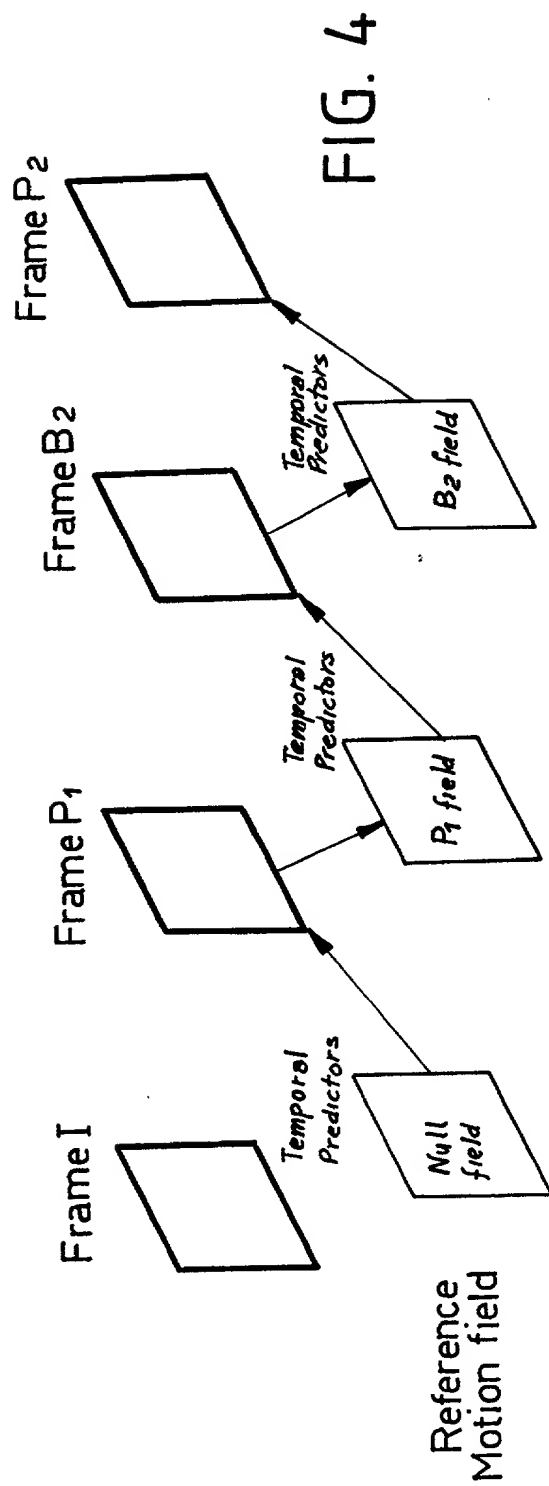 Frame I
Frame P1
Frame B2
Frame P2
Temporal
Predictors
Temporal
Predictors
Temporal
Predictors
Reference
Motion field
Null
field
P1 field
B2 field
FIG. 4